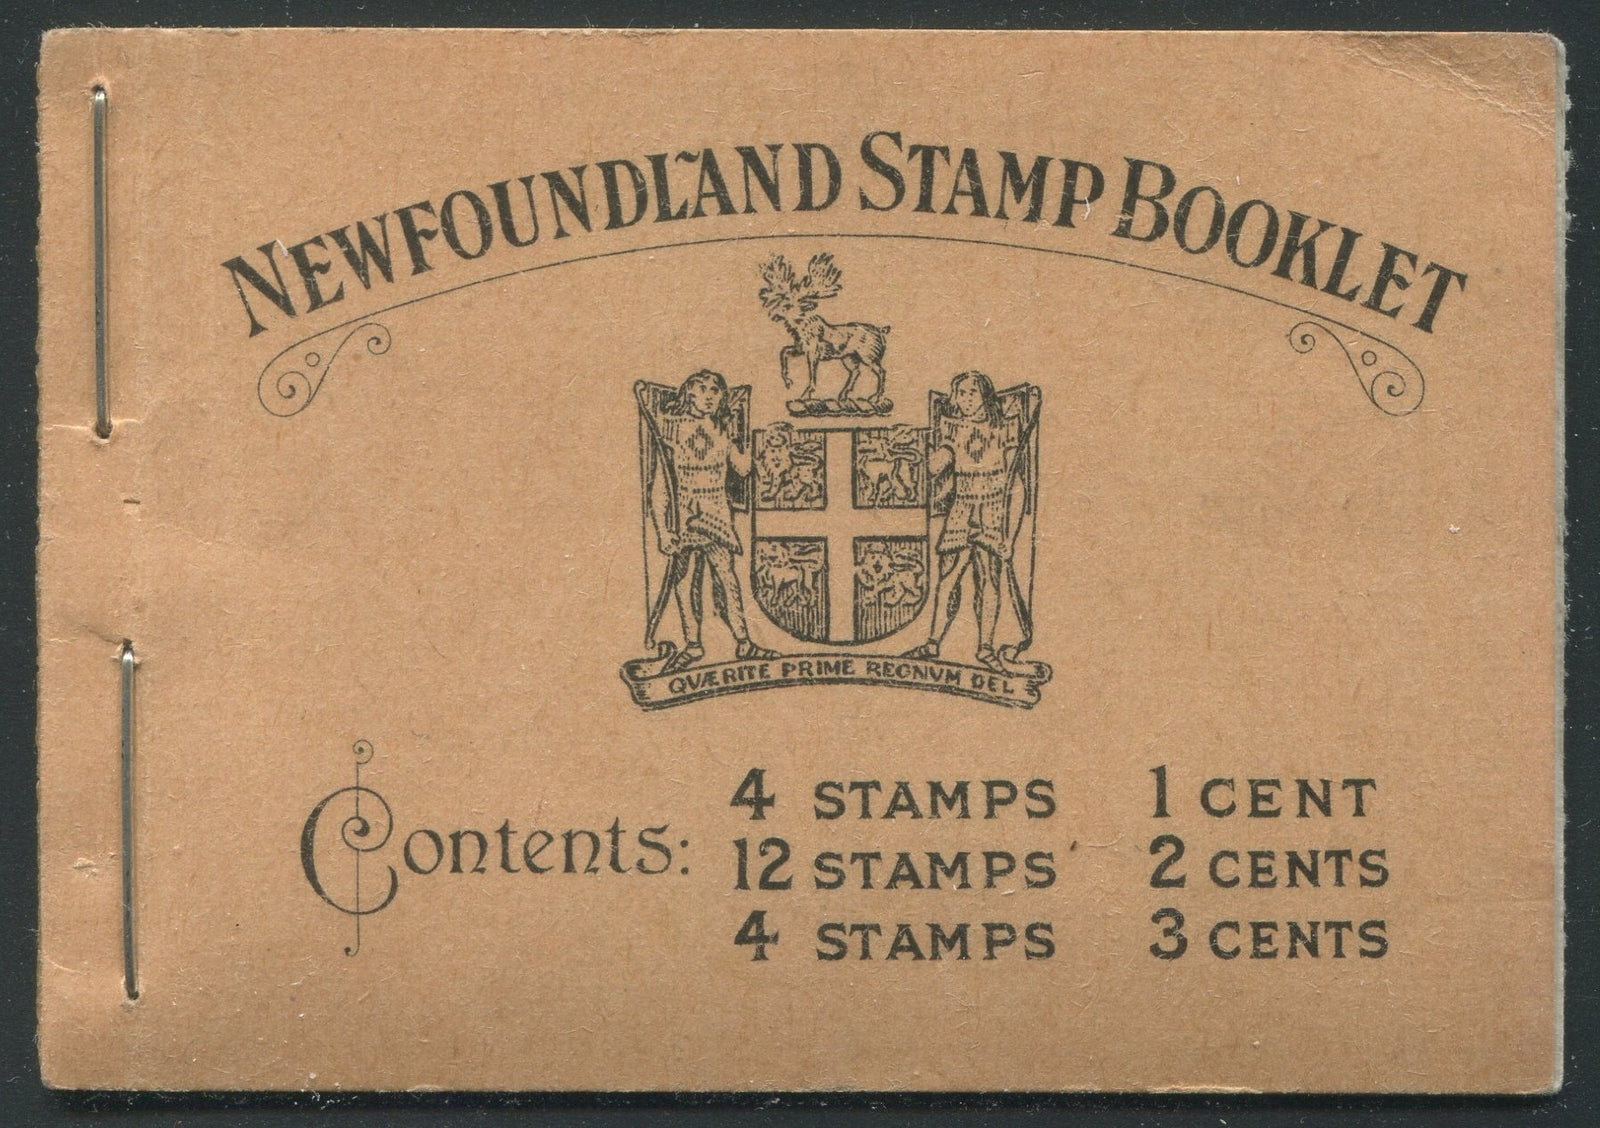 NEWFOUNDLAND STAMP BOOKLET
QVÆRITE PRIME REGNVM DEI.
Contents:
4 STAMPS 1 CENT
12 STAMPS 2 CENTS
4 STAMPS 3 CENTS